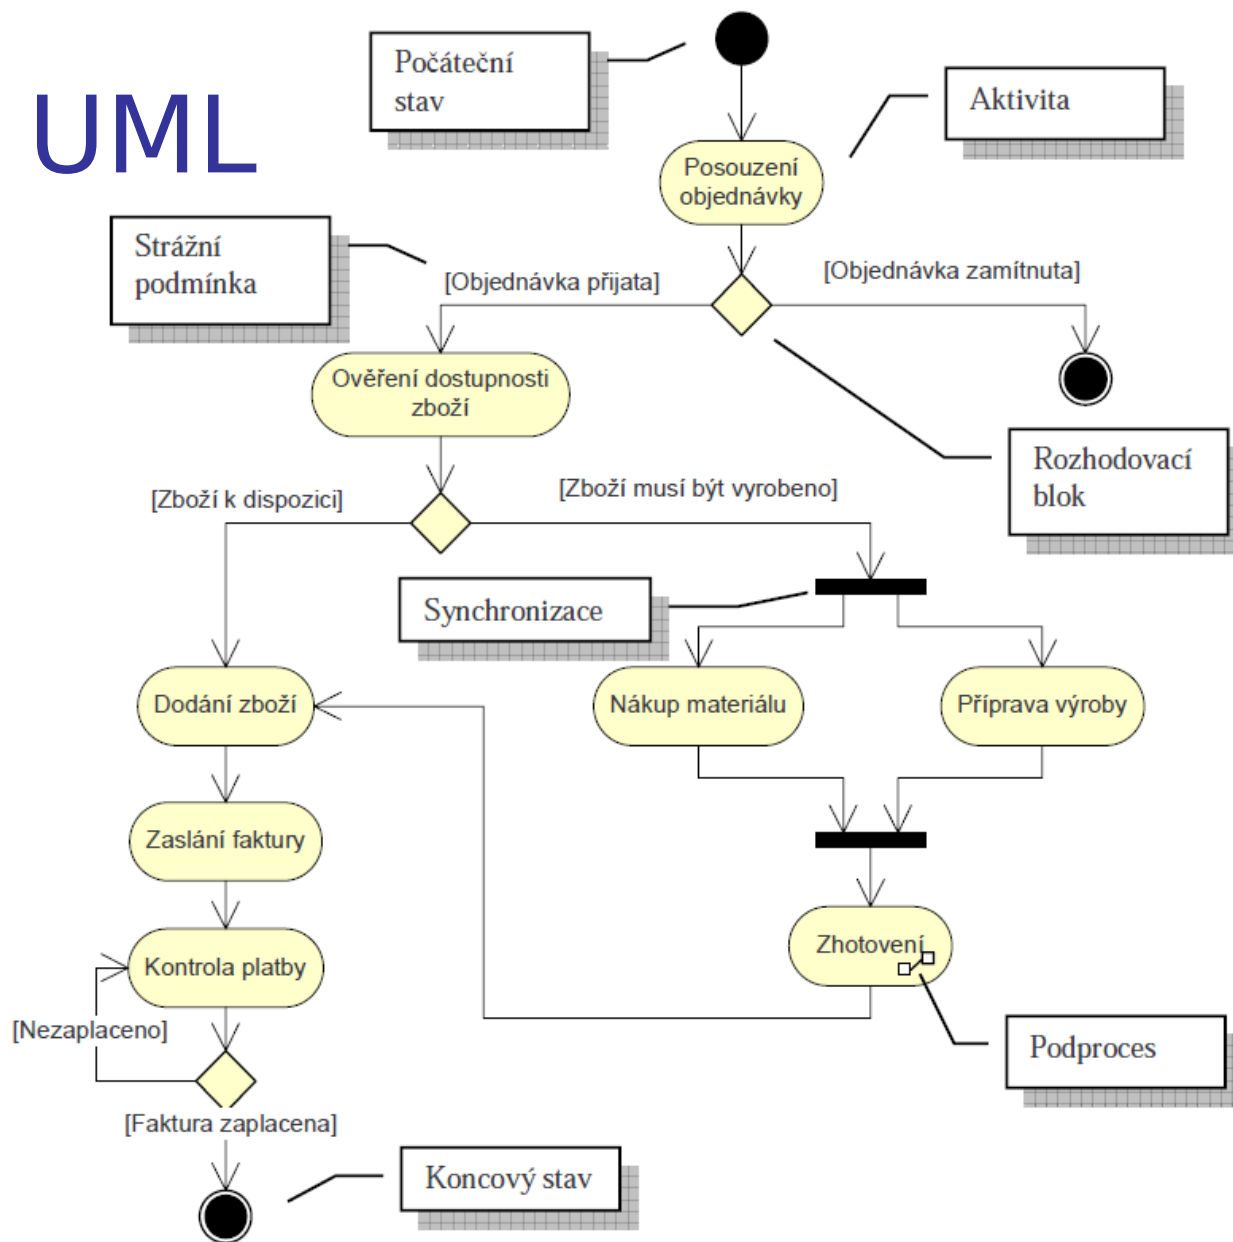 Počáteční
stav
Aktivita
UML
Posouzení
objednávky
Strážní
podmínka
[Objednávka přijata]
[Objednávka zamítnuta]
Ověření dostupnosti
zboží
Rozhodovací
blok
[Zboží k dispozici]
[Zboží musí být vyrobeno]
Synchronizace
Dodání zboží
Nákup materiálu
Příprava výroby
Zaslání faktury
Zhotovení
Kontrola platby
[Nezaplaceno]
Podproces
[Faktura zaplacena]
Koncový stav